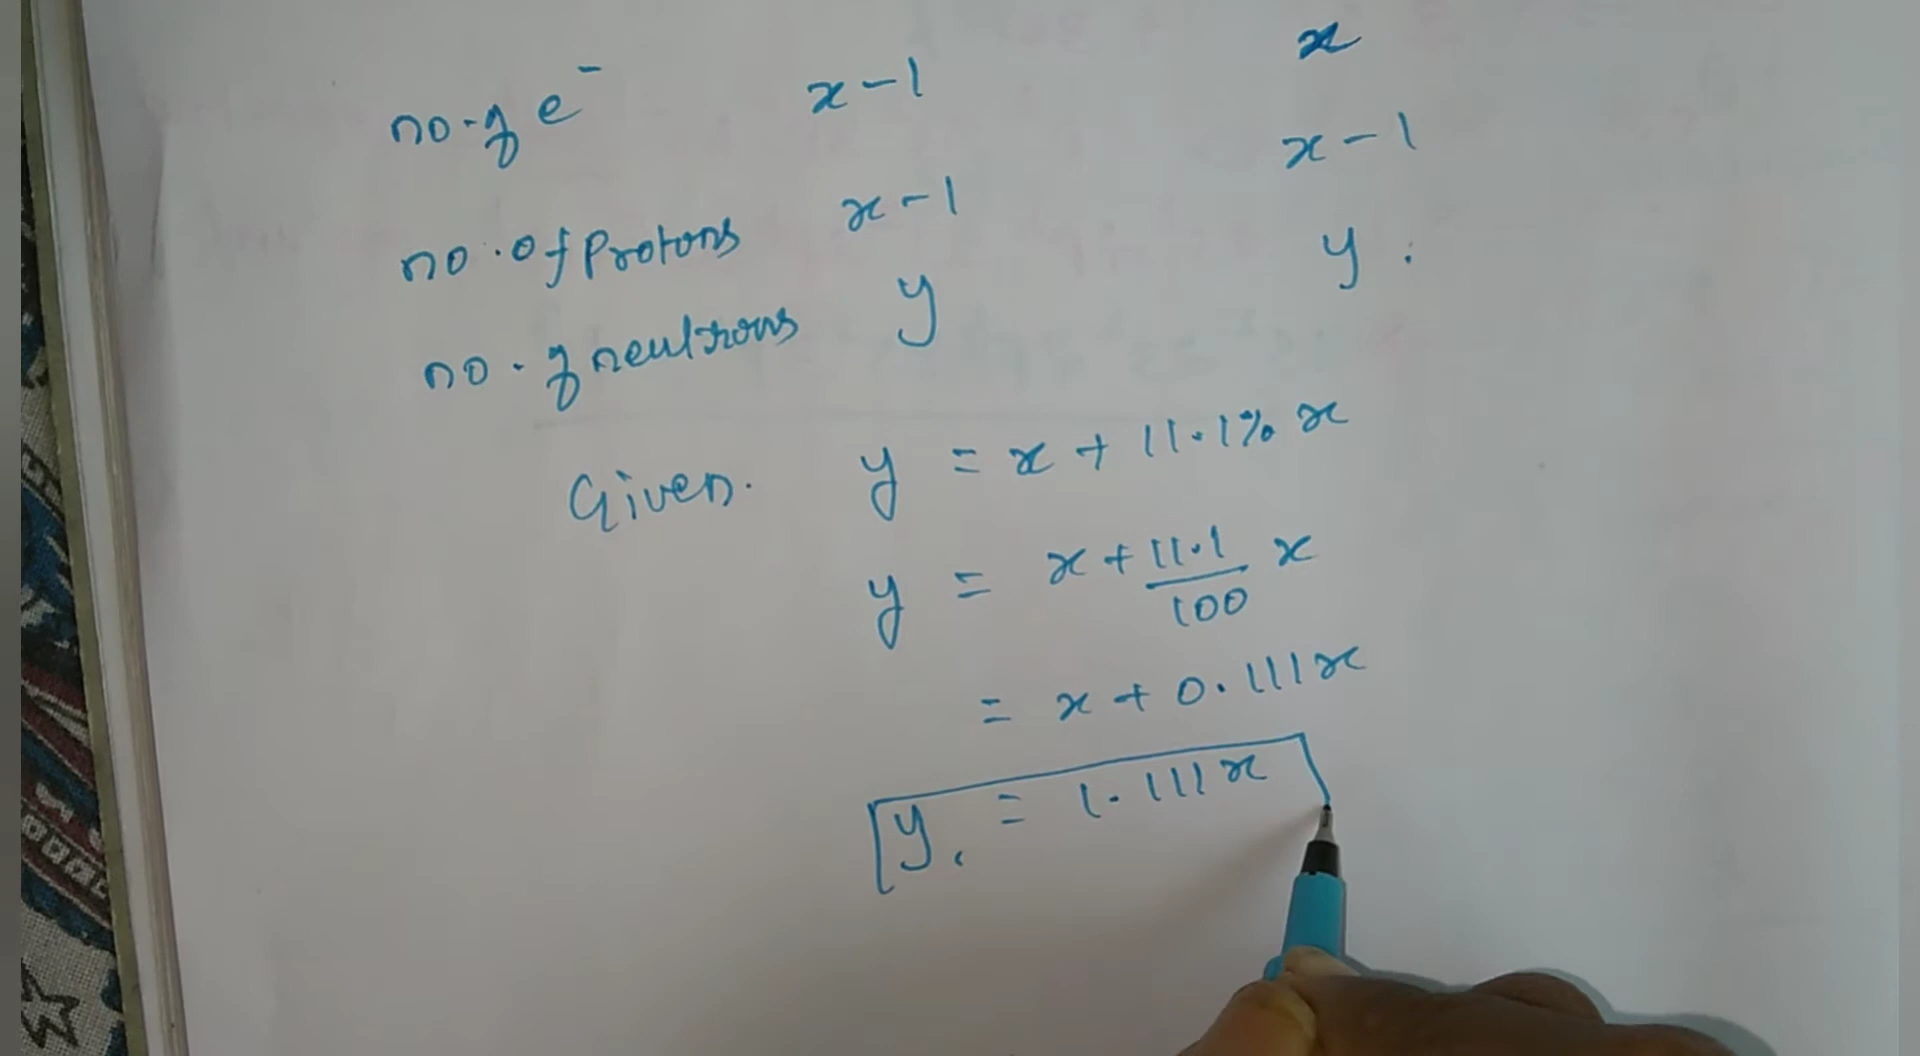 x
no. of e⁻ x-1
x-1
no. of Protons x-1
y.
no. of neutrons y
Given. y = x + 11.1% x
y = x + 11.1/100 x
= x + 0.111x
y = 1.111x